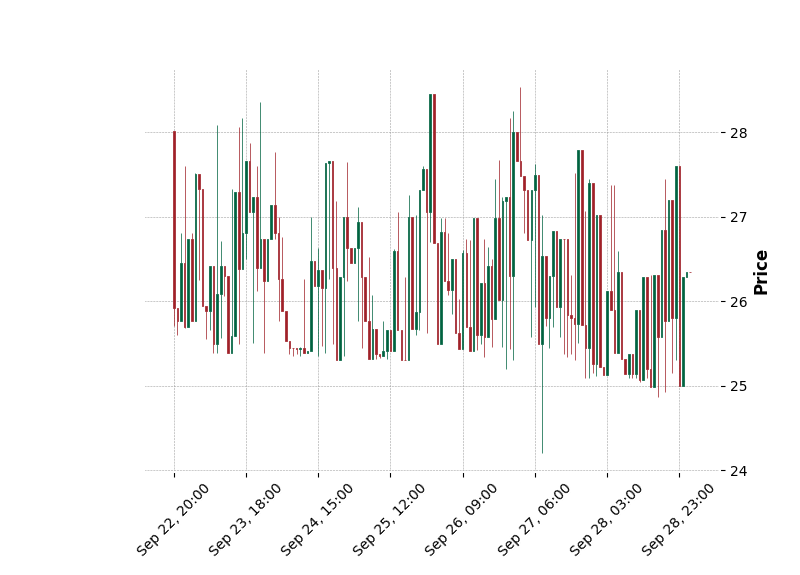 28
27
26
25
24
Price
Sep 22, 20:00
Sep 23, 18:00
Sep 24, 15:00
Sep 25, 12:00
Sep 26, 09:00
Sep 27, 06:00
Sep 28, 03:00
Sep 28, 23:00